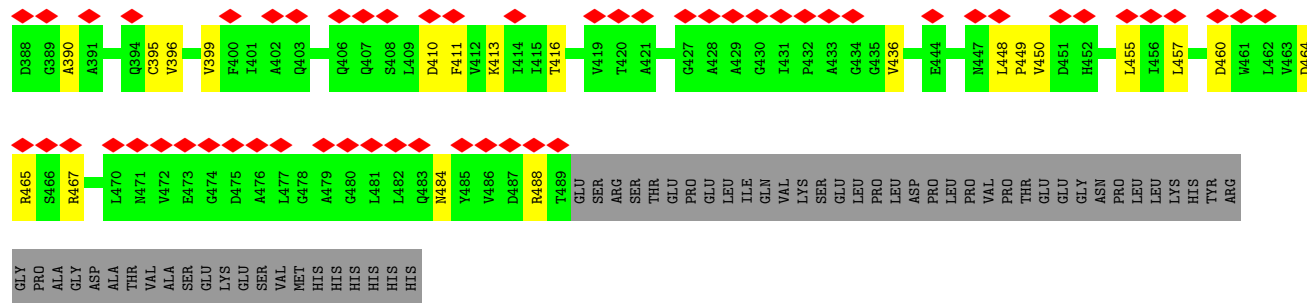 D388 G389 A390 A391 Q394 C395 V396 V399 F400 I401 A402 Q403 Q406 Q407 S408 L409 D410 F411 V412 K413 I414 I415 T416 V419 T420 A421 G427 A428 A429 G430 I431 P432 A433 G434 G435 V436 E444 N447 L448 P449 V450 D451 H452 L455 I456 L457 D460 W461 L462 V463 D464
R465 S466 R467 L470 N471 V472 E473 G474 D475 A476 L477 G478 A479 G480 L481 L482 Q483 N484 Y485 V486 D487 R488 T489 GLU SER ARG SER THR GLU PRO GLU LEU ILE GLN VAL LYS SER GLU LEU PRO LEU ASP PRO LEU PRO VAL PRO THR GLU GLU GLY ASN PRO LEU LEU LYS HIS TYR ARG
GLY PRO ALA GLY ASP ALA THR VAL ALA SER GLU LYS GLU SER VAL MET HIS HIS HIS HIS HIS HIS